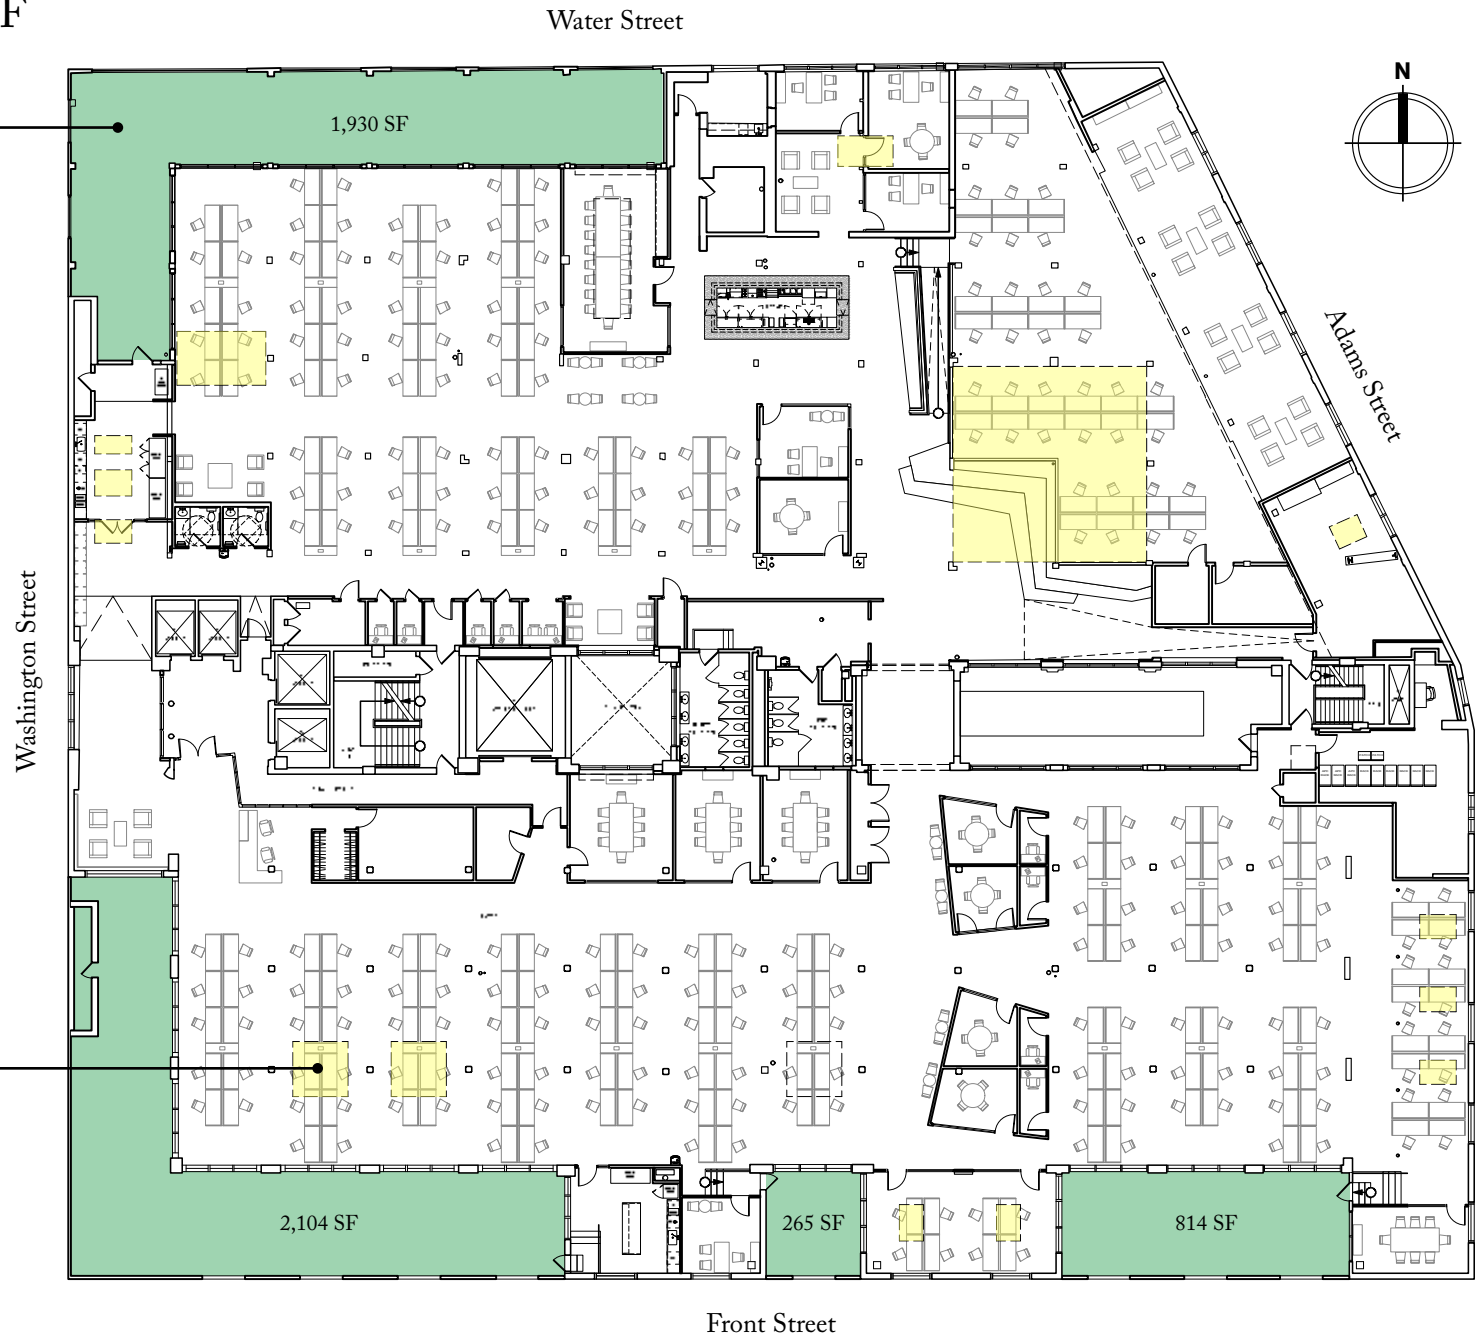 F
Water Street
N
1,930 SF
Adams Street
Washington Street
2,104 SF
265 SF
814 SF
Front Street